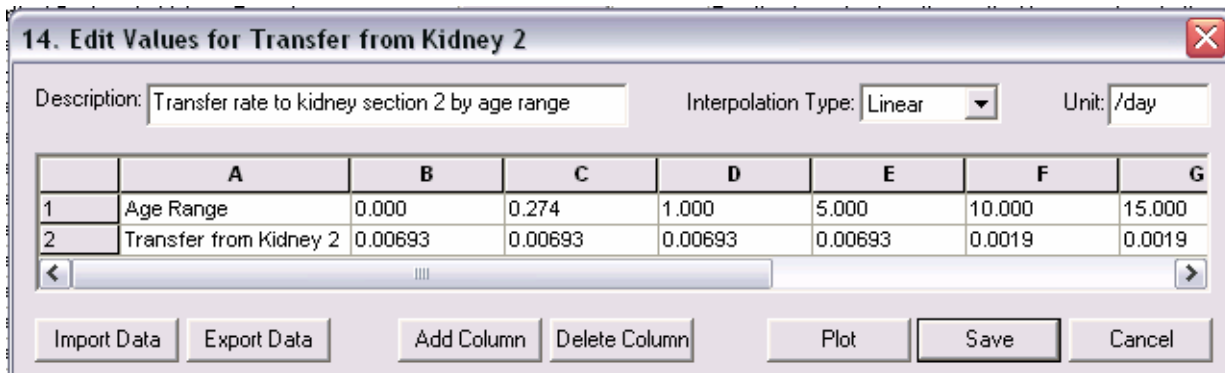 14. Edit Values for Transfer from Kidney 2
Description: Transfer rate to kidney section 2 by age range Interpolation Type: Linear Unit: /day
A B C D E F G
1 Age Range 0.000 0.274 1.000 5.000 10.000 15.000
2 Transfer from Kidney 2 0.00693 0.00693 0.00693 0.00693 0.0019 0.0019
Import Data Export Data Add Column Delete Column Plot Save Cancel